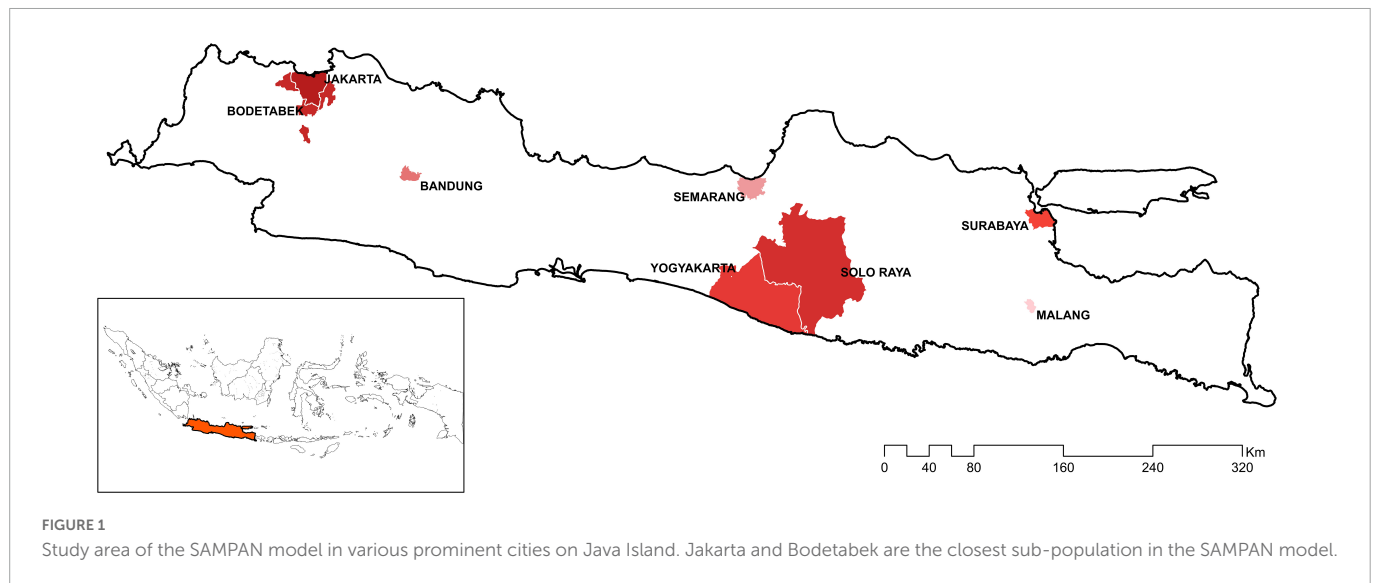 JAKARTA
BODETABEK
BANDUNG
SEMARANG
SURABAYA
YOGYAKARTA
SOLO RAYA
MALANG
Km
0 40 80 160 240 320
FIGURE 1
Study area of the SAMPAN model in various prominent cities on Java Island. Jakarta and Bodetabek are the closest sub-population in the SAMPAN model.